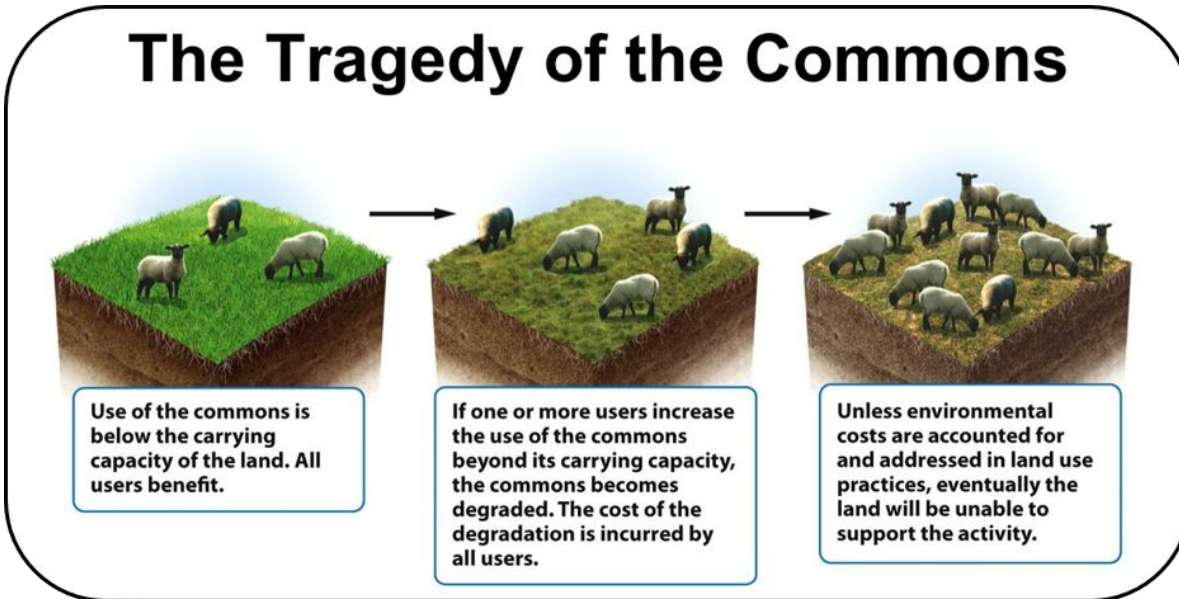 The Tragedy of the Commons
Use of the commons is
below the carrying
capacity of the land. All
users benefit.
If one or more users increase
the use of the commons
beyond its carrying capacity,
the commons becomes
degraded. The cost of the
degradation is incurred by
all users.
Unless environmental
costs are accounted for
and addressed in land use
practices, eventually the
land will be unable to
support the activity.